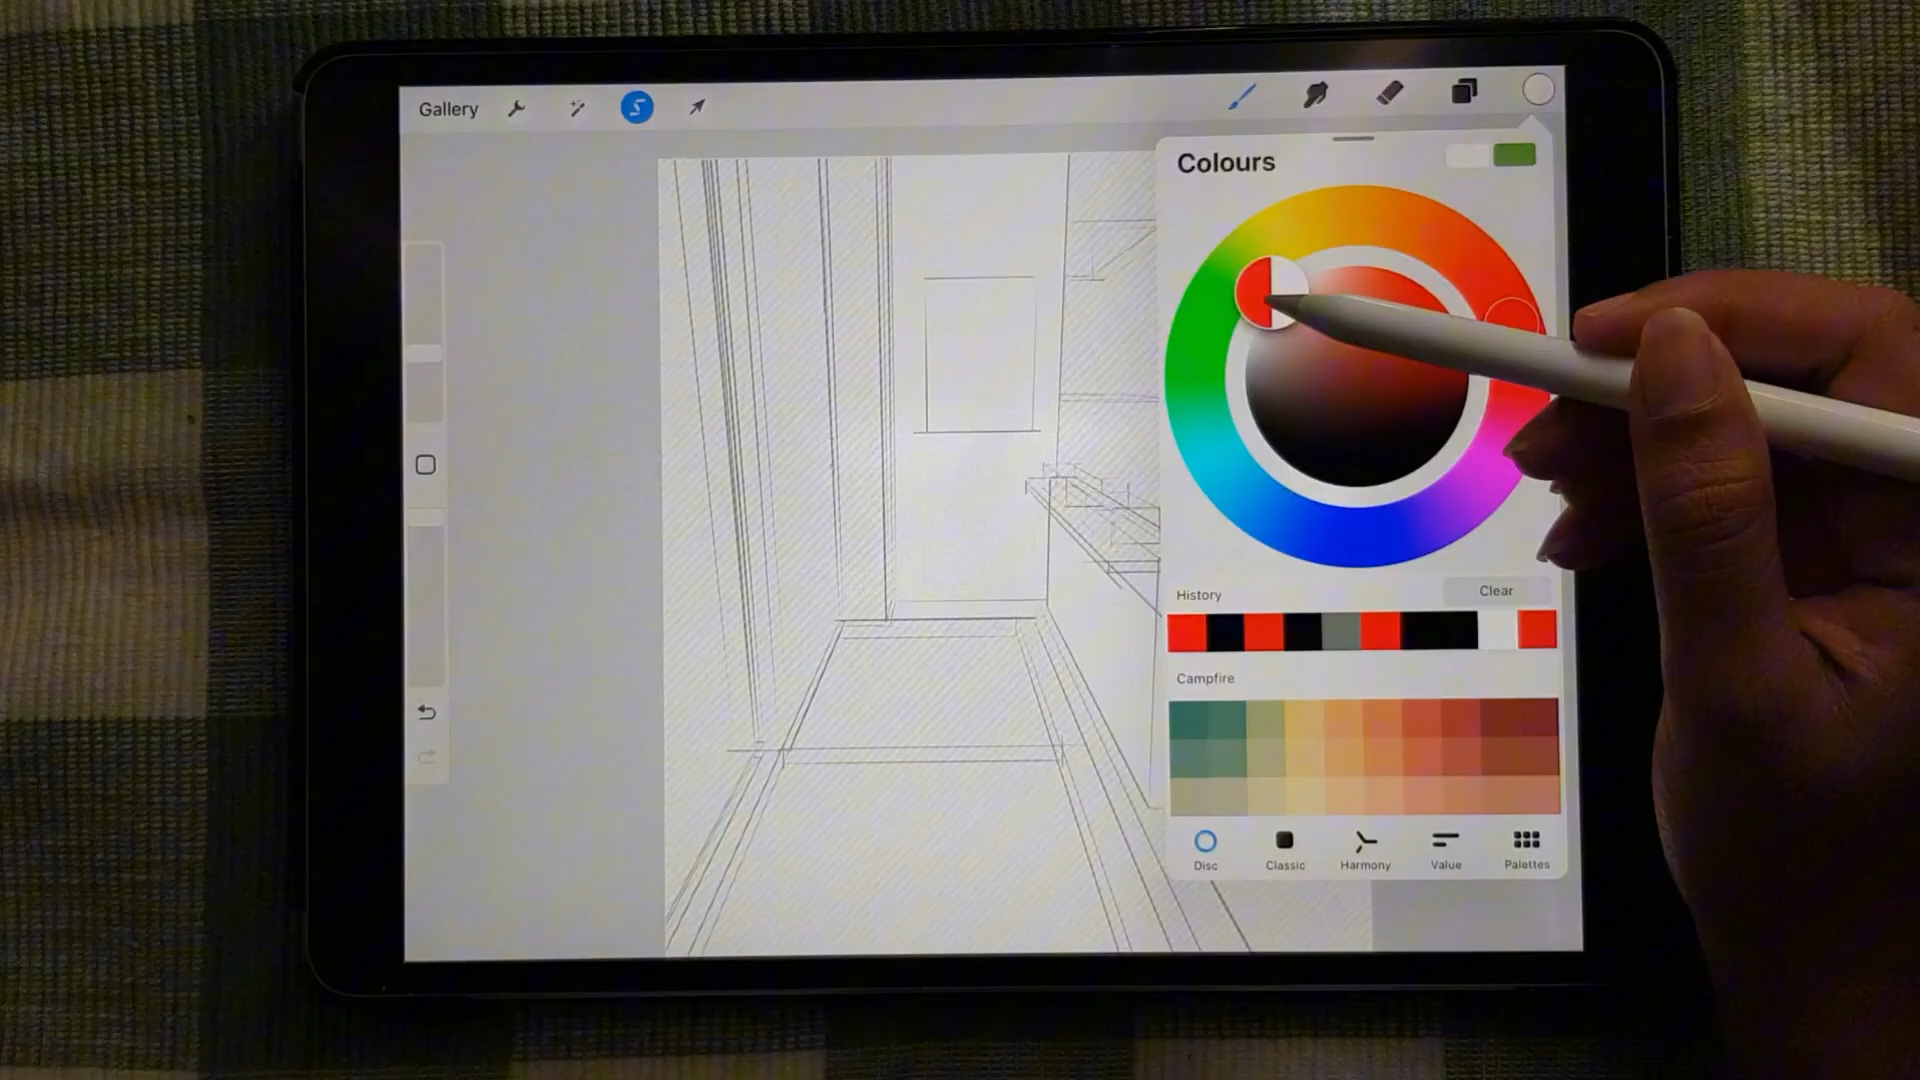 Gallery
Colours
History
Clear
Campfire
Disc
Classic
Harmony
Value
Palettes